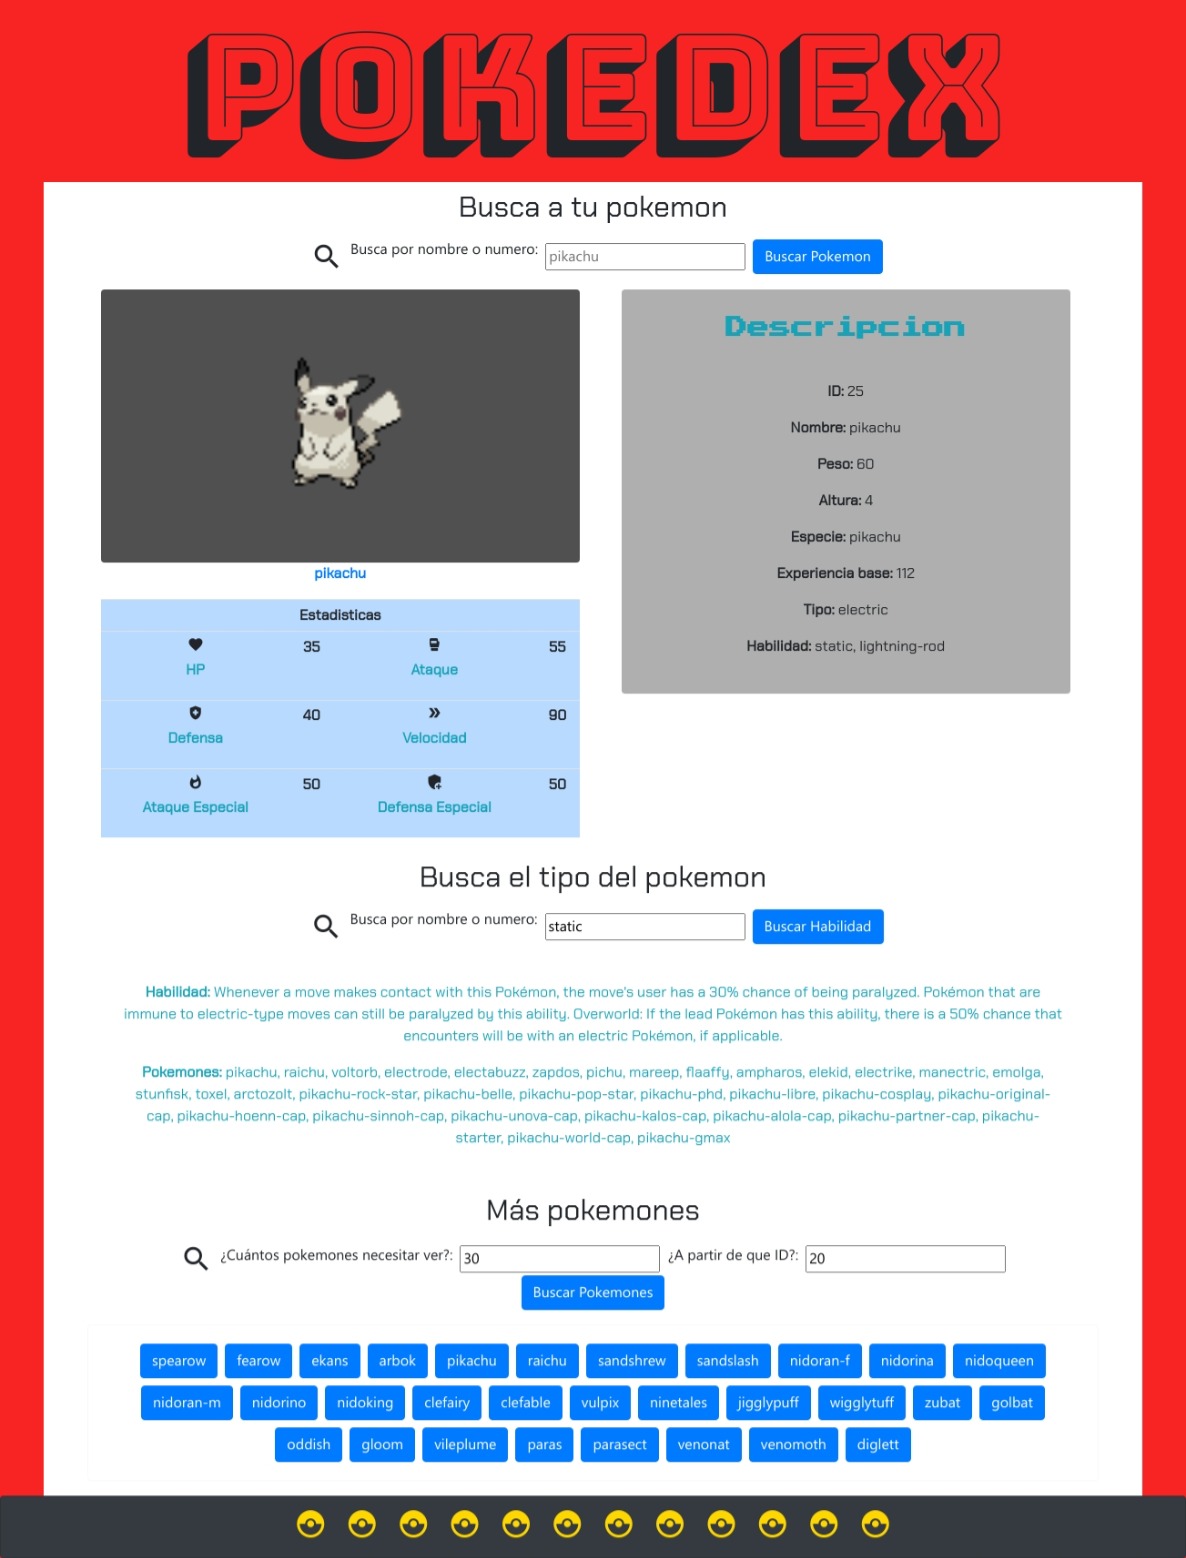 POKEDEX
Busca a tu pokemon
Busca por nombre o numero: pikachu Buscar Pokemon
pikachu
Estadisticas
35 55
HP Ataque
40 90
Defensa Velocidad
50 50
Ataque Especial Defensa Especial
Descripcion
ID: 25
Nombre: pikachu
Peso: 60
Altura: 4
Especie: pikachu
Experiencia base: 112
Tipo: electric
Habilidad: static, lightning-rod
Busca el tipo del pokemon
Busca por nombre o numero: static Buscar Habilidad
Habilidad: Whenever a move makes contact with this Pokémon, the move's user has a 30% chance of being paralyzed. Pokémon that are
immune to electric-type moves can still be paralyzed by this ability. Overworld: If the lead Pokémon has this ability, there is a 50% chance that
encounters will be with an electric Pokémon, if applicable.
Pokemones: pikachu, raichu, voltorb, electrode, electabuzz, zapdos, pichu, mareep, flaaffy, ampharos, elekid, electrike, manectric, emolga,
stunfisk, toxel, arctozolt, pikachu-rock-star, pikachu-belle, pikachu-pop-star, pikachu-phd, pikachu-libre, pikachu-cosplay, pikachu-original-
cap, pikachu-hoenn-cap, pikachu-sinnoh-cap, pikachu-unova-cap, pikachu-kalos-cap, pikachu-alola-cap, pikachu-partner-cap, pikachu-
starter, pikachu-world-cap, pikachu-gmax
Más pokemones
¿Cuántos pokemones necesitar ver?: 30 ¿A partir de que ID?: 20
Buscar Pokemones
spearow fearow ekans arbok pikachu raichu sandshrew sandslash nidoran-f nidorina nidoqueen
nidoran-m nidorino nidoking clefairy clefable vulpix ninetales jigglypuff wigglytuff zubat golbat
oddish gloom vileplume paras parasect venonat venomoth diglett